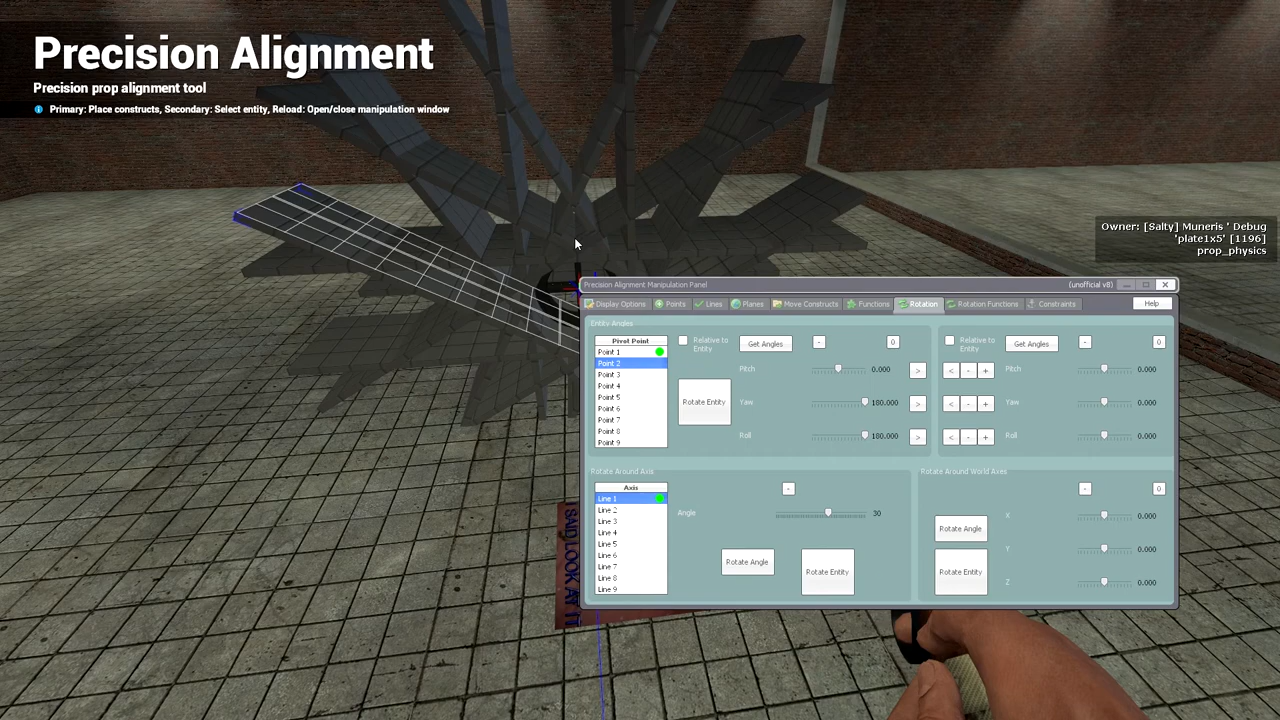 Precision Alignment
Precision prop alignment tool
Primary: Place constructs, Secondary: Select entity, Reload: Open/close manipulation window
Owner: [Salty] Muneris ' Debug
'plate1x5' [1196]
prop_physics
Precision Alignment Manipulation Panel
(unofficial v8)
Display Options
Points
Lines
Planes
Move Constructs
Functions
Rotation
Rotation Functions
Constraints
Help
Entity Angles
Pivot Point
Point 1
Point 2
Point 3
Point 4
Point 5
Point 6
Point 7
Point 8
Point 9
Relative to
Entity
Get Angles
-
0
Rotate Entity
Pitch
0.000
>
Yaw
180.000
>
Roll
180.000
>
Relative to
Entity
Get Angles
-
0
< - +
Pitch
0.000
< - +
Yaw
0.000
< - +
Roll
0.000
Rotate Around Axis
Axis
Line 1
Line 2
Line 3
Line 4
Line 5
Line 6
Line 7
Line 8
Line 9
-
Angle
30
Rotate Angle
Rotate Entity
Rotate Around World Axes
-
0
X
0.000
Rotate Angle
Y
0.000
Rotate Entity
Z
0.000
I SAID LOOK AT IT